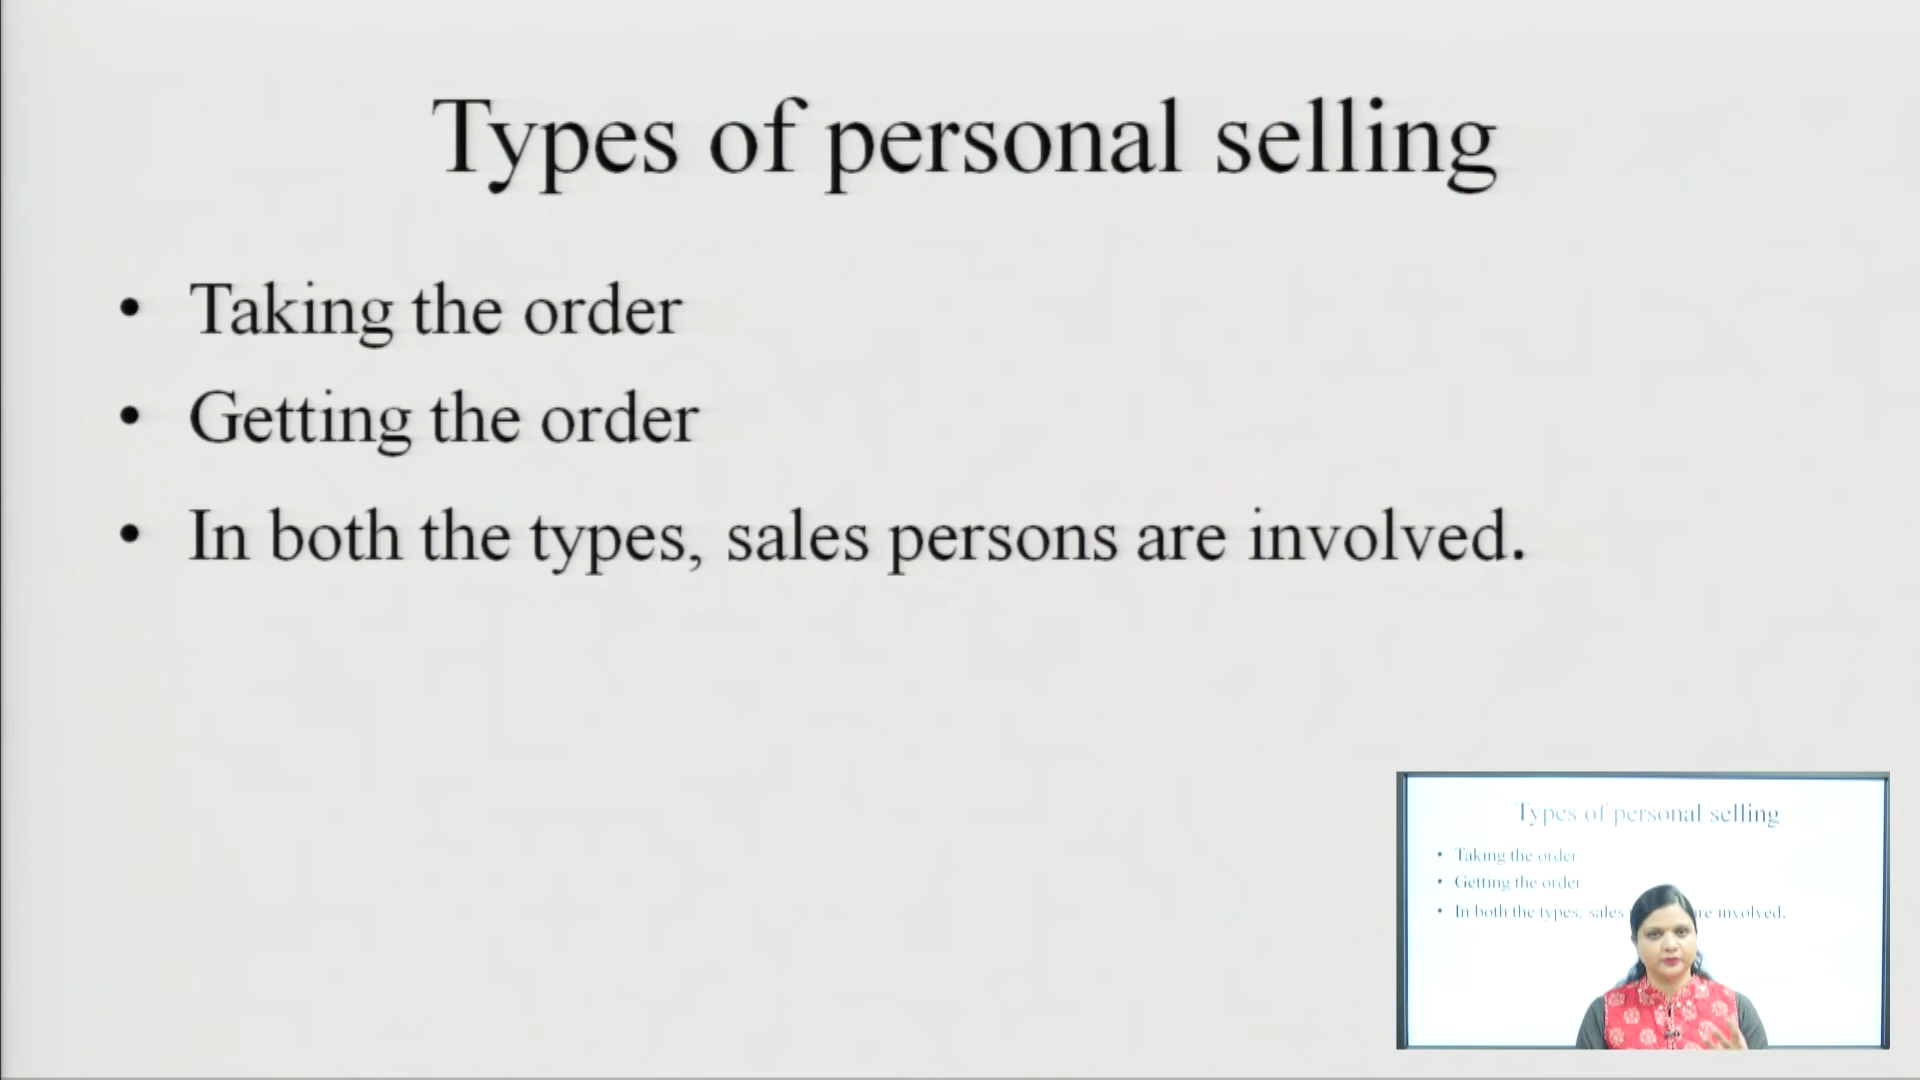 Types of personal selling
• Taking the order
• Getting the order
• In both the types, sales persons are involved.
Types of personal selling
• Taking the order
• Getting the order
• In both the types, sales are involved.